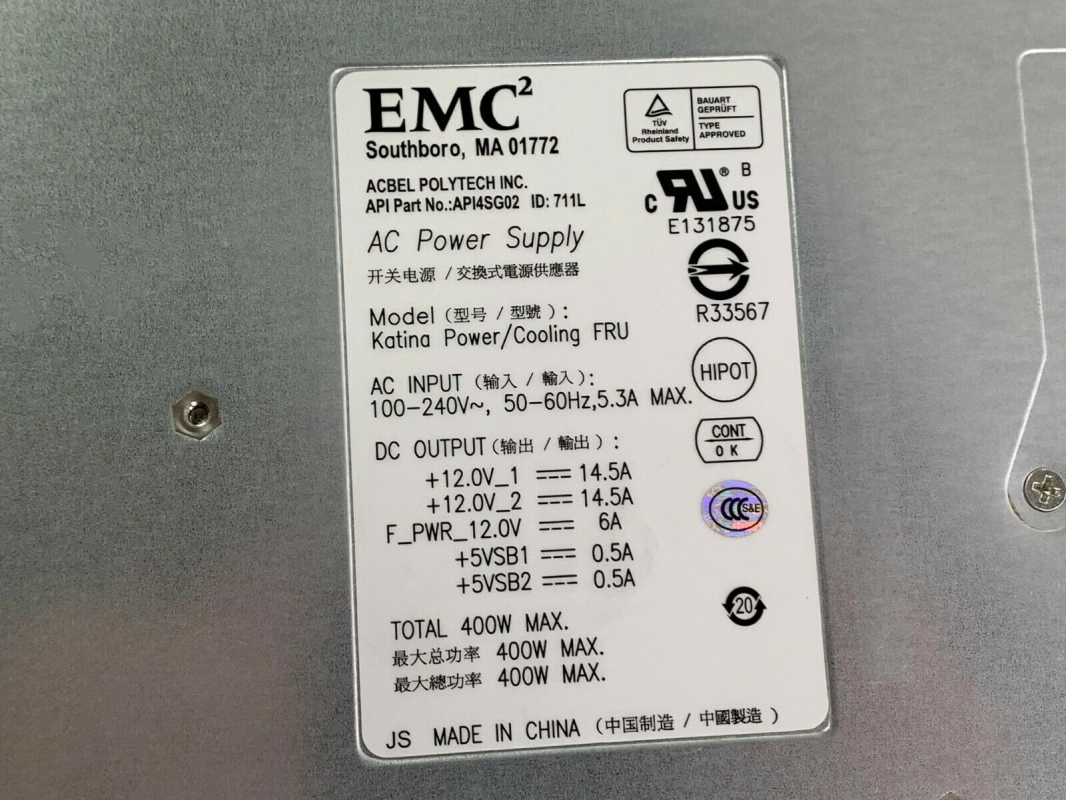 EMC²
Southboro, MA 01772
TÜV
Rheinland
Product Safety
BAUART
GEPRÜFT
TYPE
APPROVED
ACBEL POLYTECH INC.
API Part No.:API4SG02 ID: 711L
C RU ® US B
E131875
AC Power Supply
开关电源 / 交換式電源供應器
R33567
Model (型号 / 型號):
Katina Power/Cooling FRU
HIPOT
AC INPUT (输入 / 輸入):
100-240V~, 50-60Hz,5.3A MAX.
CONT
OK
DC OUTPUT (输出 / 輸出):
+12.0V_1 ⎓ 14.5A
+12.0V_2 ⎓ 14.5A
F_PWR_12.0V ⎓ 6A
+5VSB1 ⎓ 0.5A
+5VSB2 ⎓ 0.5A
CCC S&E
20
TOTAL 400W MAX.
最大总功率 400W MAX.
最大總功率 400W MAX.
JS MADE IN CHINA (中国制造 / 中國製造)